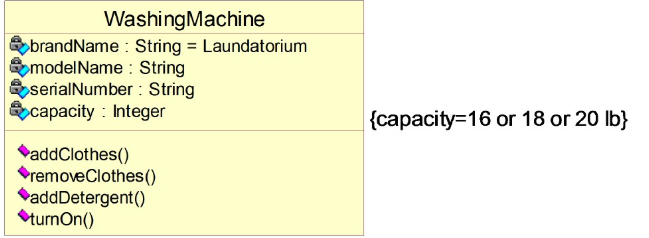 WashingMachine
brandName : String = Laundatorium
modelName : String
serialNumber : String
capacity : Integer
{capacity=16 or 18 or 20 lb}
addClothes()
removeClothes()
addDetergent()
turnOn()